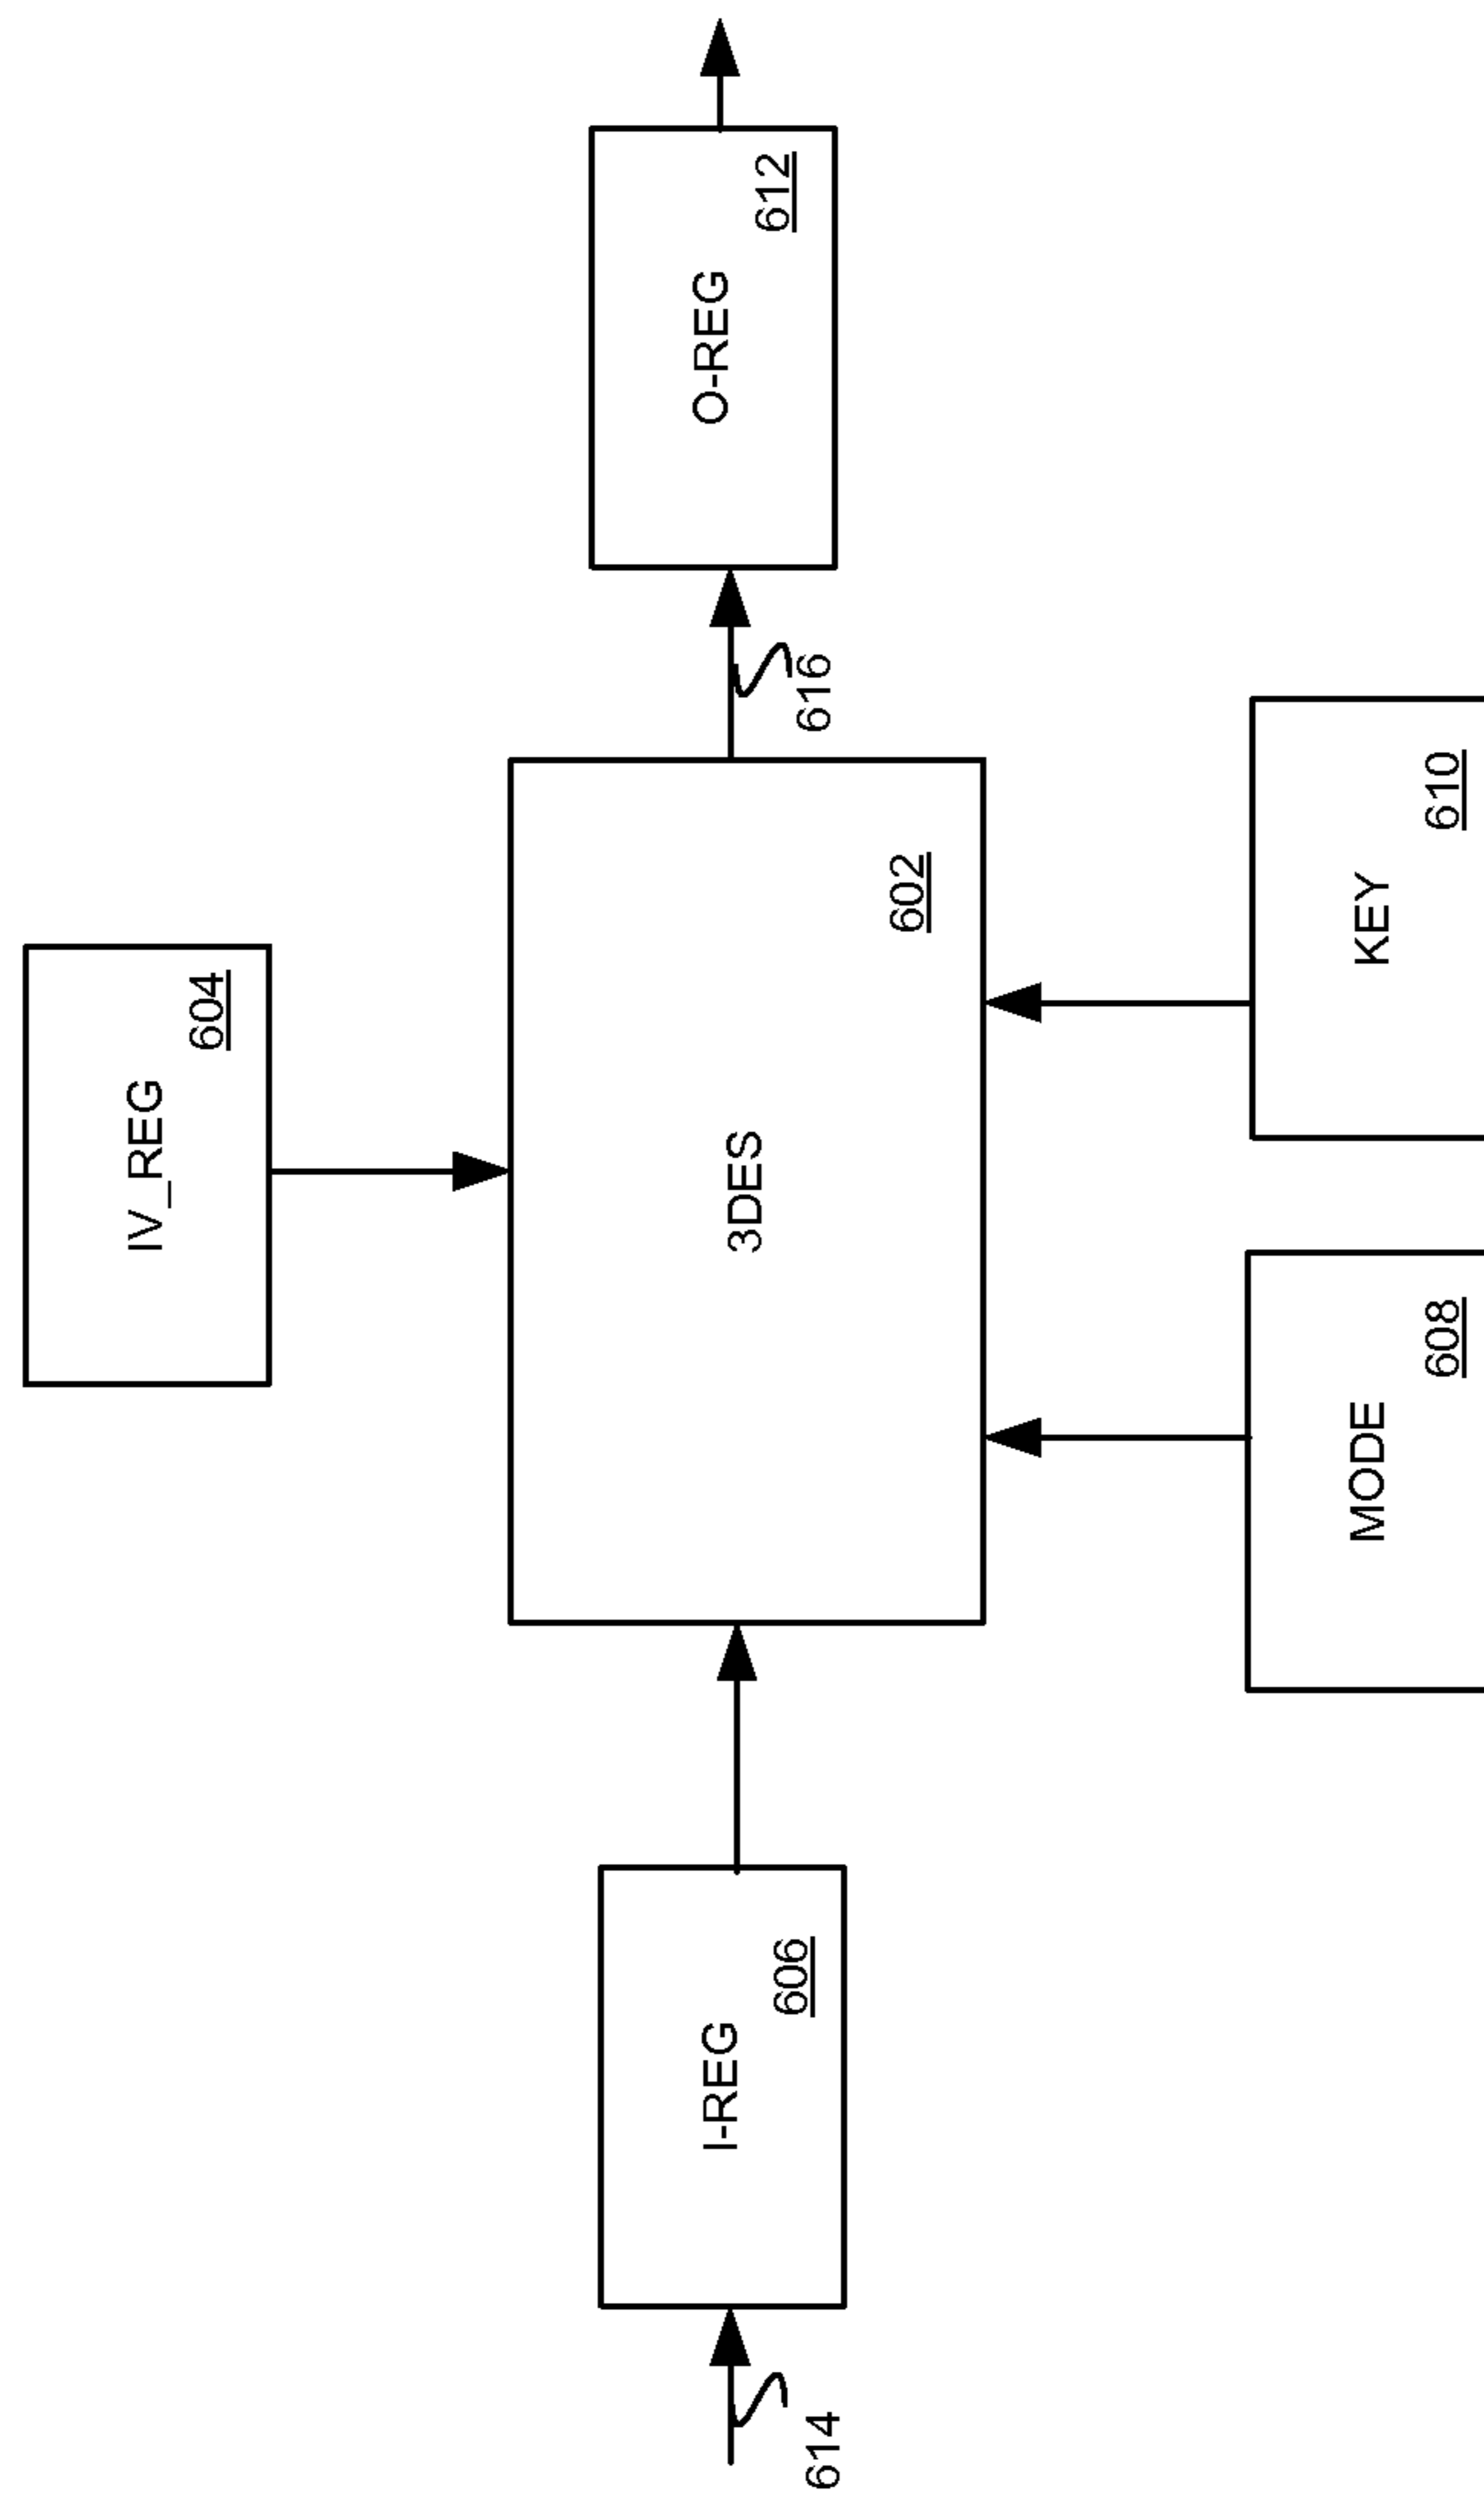 IV_REG
604
614
I-REG
606
3DES
602
616
O-REG
612
MODE
608
KEY
610